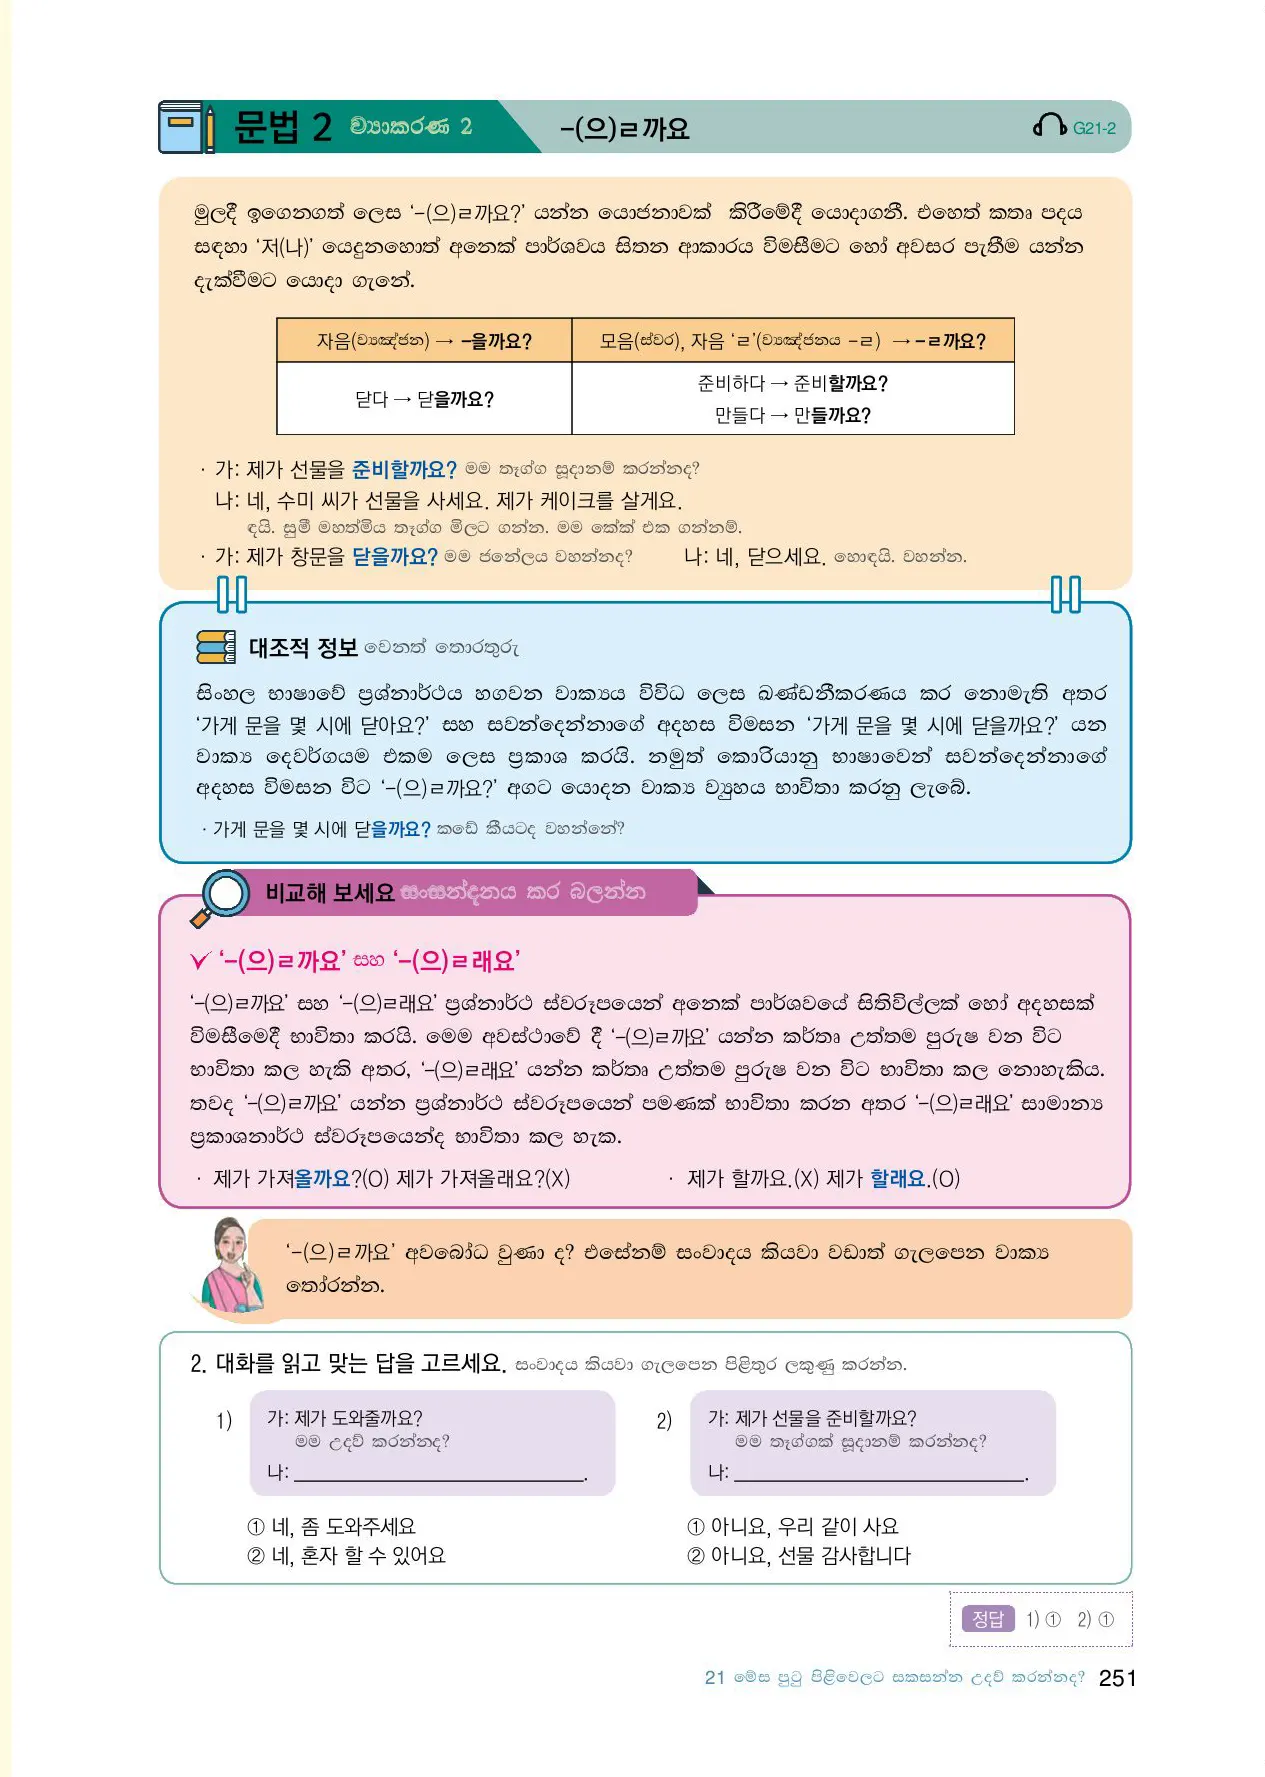 문법 2 ව්‍යාකරණ 2 -(으)ㄹ까요 G21-2
මුලදී ඉගෙනගත් ලෙස ‘-(으)ㄹ까요?’ යන්න යොජනාවක් කිරීමේදී යොදාගනී. එහෙත් කතෘ පදය
සඳහා ‘저(나)’ යෙදුනහොත් අනෙක් පාර්ශවය සිතන ආකාරය විමසීමට හෝ අවසර පැතීම යන්න
දැක්වීමට යොදා ගැනේ.
자음(ව්‍යඤ්ජන) → -을까요? 모음(ස්වර), 자음 ‘ㄹ’(ව්‍යඤ්ජනය -ㄹ) → -ㄹ까요?
닫다 → 닫을까요? 준비하다 → 준비할까요?
만들다 → 만들까요?
· 가: 제가 선물을 준비할까요? මම තෑග්ග සූදානම් කරන්නද?
나: 네, 수미 씨가 선물을 사세요. 제가 케이크를 살게요.
ඳයි. සුමී මහත්මිය තෑග්ග මිලට ගන්න. මම කේක් එක ගන්නම්.
· 가: 제가 창문을 닫을까요? මම ජනේලය වහන්නද? 나: 네, 닫으세요. හොඳයි. වහන්න.
대조적 정보 වෙනත් තොරතුරු
සිංහල භාෂාවේ ප්‍රශ්නාර්ථය හගවන වාක්‍යය විවිධ ලෙස ඛණ්ඩනීකරණය කර නොමැති අතර
‘가게 문을 몇 시에 닫아요?’ සහ සවන්දෙන්නාගේ අදහස විමසන ‘가게 문을 몇 시에 닫을까요?’ යන
වාක්‍ය දෙවර්ගයම එකම ලෙස ප්‍රකාශ කරයි. නමුත් කොරියානු භාෂාවෙන් සවන්දෙන්නාගේ
අදහස විමසන විට ‘-(으)ㄹ까요?’ අගට යොදන වාක්‍ය ව්‍යුහය භාවිතා කරනු ලැබේ.
· 가게 문을 몇 시에 닫을까요? කඩේ කීයටද වහන්නේ?
비교해 보세요 සංසන්දනය කර බලන්න
‘-(으)ㄹ까요’ සහ ‘-(으)ㄹ래요’
‘-(으)ㄹ까요’ සහ ‘-(으)ㄹ래요’ ප්‍රශ්නාර්ථ ස්වරූපයෙන් අනෙක් පාර්ශවයේ සිතිවිල්ලක් හෝ අදහසක්
විමසීමෙදී භාවිතා කරයි. මෙම අවස්ථාවේ දී ‘-(으)ㄹ까요’ යන්න කර්තෘ උත්තම පුරුෂ වන විට
භාවිතා කල හැකි අතර, ‘-(으)ㄹ래요’ යන්න කර්තෘ උත්තම පුරුෂ වන විට භාවිතා කල නොහැකිය.
තවද ‘-(으)ㄹ까요’ යන්න ප්‍රශ්නාර්ථ ස්වරූපයෙන් පමණක් භාවිතා කරන අතර ‘-(으)ㄹ래요’ සාමාන්‍ය
ප්‍රකාශනාර්ථ ස්වරූපයෙන්ද භාවිතා කල හැක.
· 제가 가져올까요?(O) 제가 가져올래요?(X) · 제가 할까요.(X) 제가 할래요.(O)
‘-(으)ㄹ까요’ අවබෝධ වුණා ද? එසේනම් සංවාදය කියවා වඩාත් ගැලපෙන වාක්‍ය
තෝරන්න.
2. 대화를 읽고 맞는 답을 고르세요. සංවාදය කියවා ගැලපෙන පිළිතුර ලකුණු කරන්න.
1) 가: 제가 도와줄까요?
මම උදව් කරන්නද?
나: .
① 네, 좀 도와주세요
② 네, 혼자 할 수 있어요
2) 가: 제가 선물을 준비할까요?
මම තෑග්ගක් සූදානම් කරන්නද?
나: .
① 아니요, 우리 같이 사요
② 아니요, 선물 감사합니다
정답 1) ① 2) ①
21 මේස පුටු පිළිවෙලට සකසන්න උදව් කරන්නද? 251